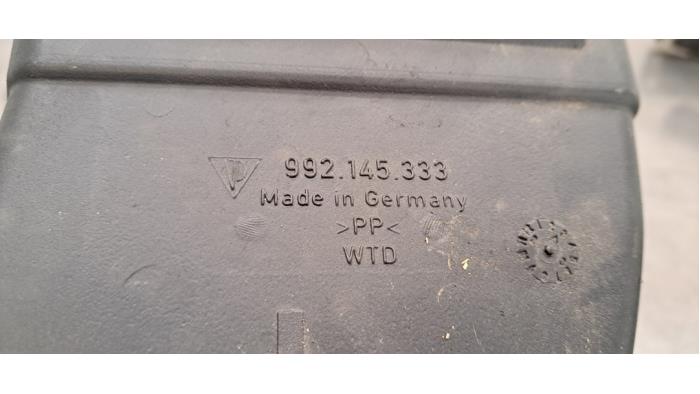 992.145.333
Made in Germany
>PP<
WTD